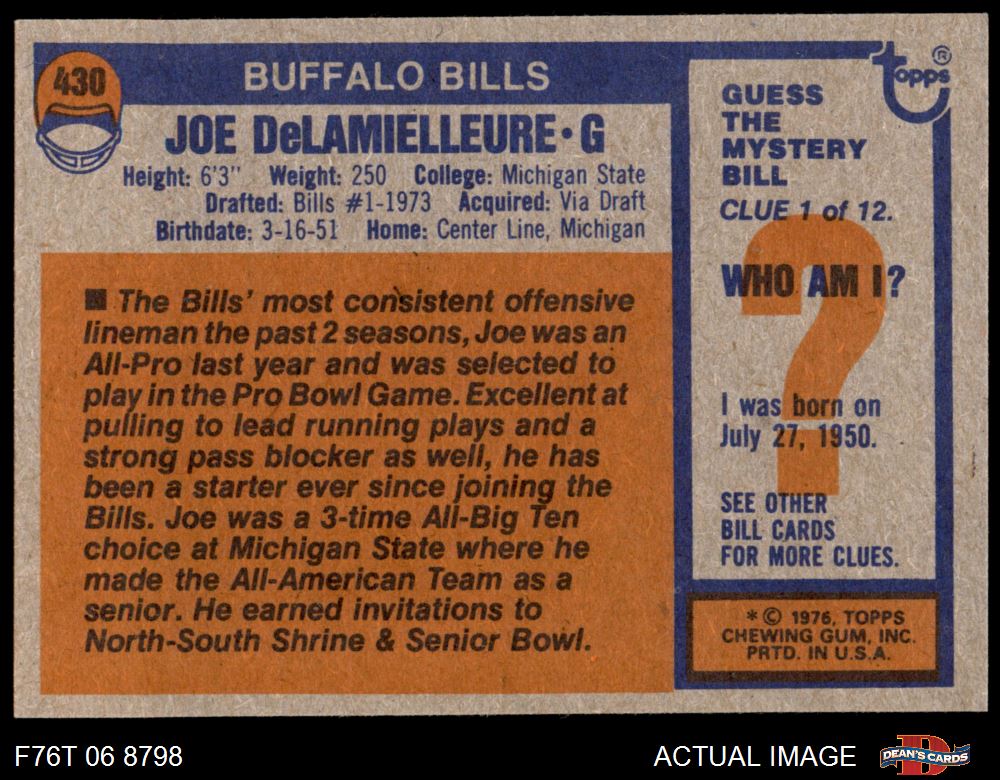 430
BUFFALO BILLS
JOE DeLAMIELLEURE • G
Height: 6'3" Weight: 250 College: Michigan State
Drafted: Bills #1-1973 Acquired: Via Draft
Birthdate: 3-16-51 Home: Center Line, Michigan
■ The Bills' most consistent offensive
lineman the past 2 seasons, Joe was an
All-Pro last year and was selected to
play in the Pro Bowl Game. Excellent at
pulling to lead running plays and a
strong pass blocker as well, he has
been a starter ever since joining the
Bills. Joe was a 3-time All-Big Ten
choice at Michigan State where he
made the All-American Team as a
senior. He earned invitations to
North-South Shrine & Senior Bowl.
topps ®
GUESS
THE
MYSTERY
BILL
CLUE 1 of 12.
WHO AM I?
?
I was born on
July 27, 1950.
SEE OTHER
BILL CARDS
FOR MORE CLUES.
* © 1976, TOPPS
CHEWING GUM, INC.
PRTD. IN U.S.A.
F76T 06 8798
ACTUAL IMAGE
DEAN'S CARDS